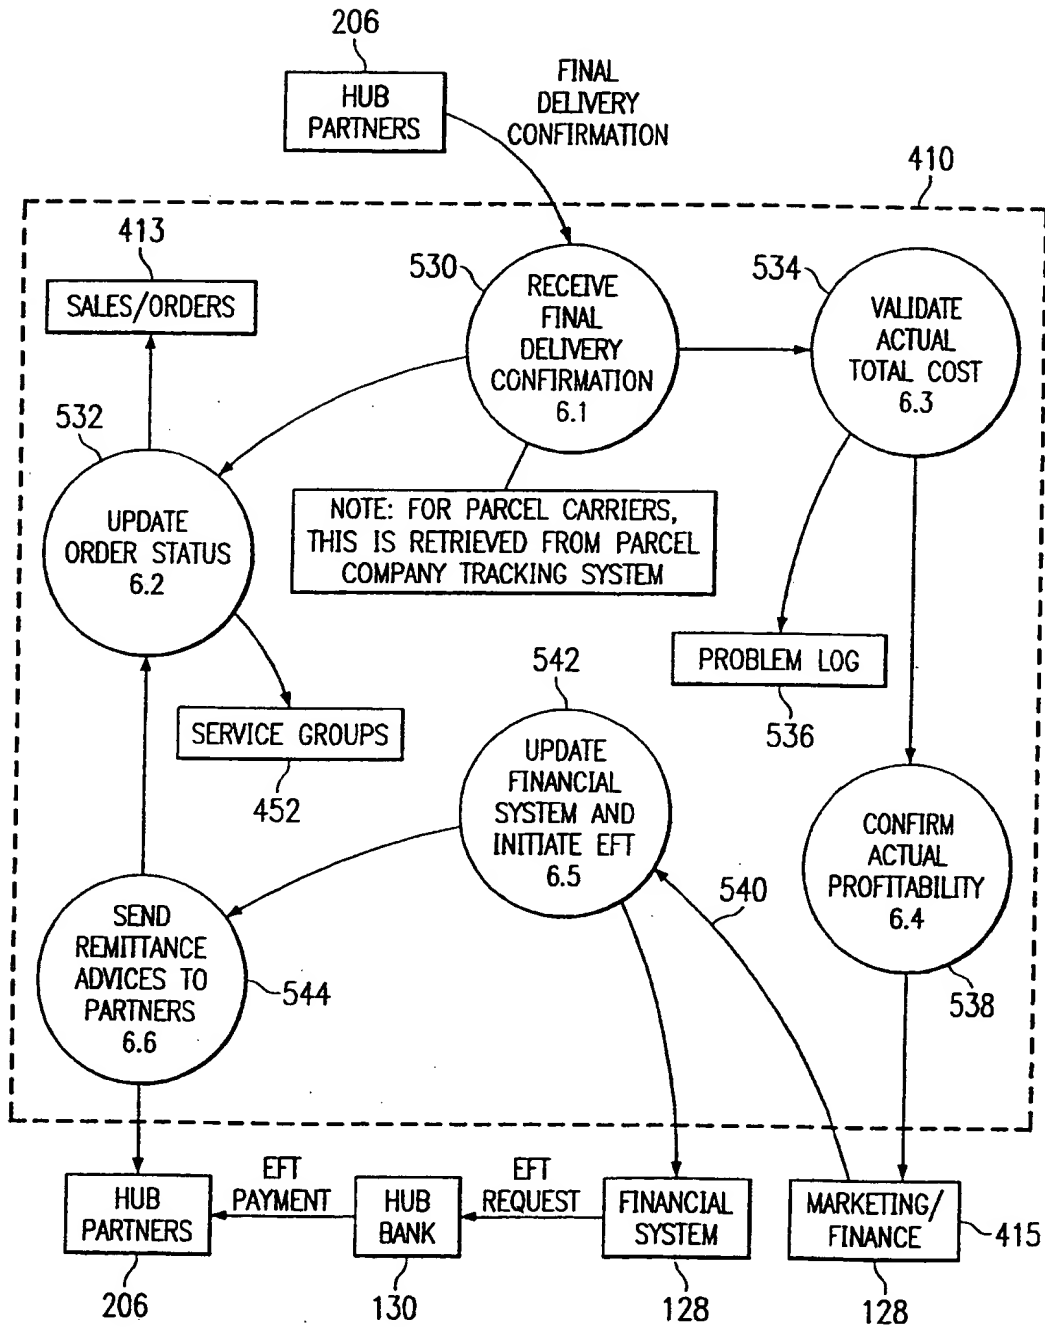 206
HUB
PARTNERS
FINAL
DELIVERY
CONFIRMATION
410
413
SALES/ORDERS
530
RECEIVE
FINAL
DELIVERY
CONFIRMATION
6.1
534
VALIDATE
ACTUAL
TOTAL COST
6.3
532
UPDATE
ORDER STATUS
6.2
NOTE: FOR PARCEL CARRIERS,
THIS IS RETRIEVED FROM PARCEL
COMPANY TRACKING SYSTEM
PROBLEM LOG
536
SERVICE GROUPS
452
542
UPDATE
FINANCIAL
SYSTEM AND
INITIATE EFT
6.5
540
CONFIRM
ACTUAL
PROFITABILITY
6.4
538
SEND
REMITTANCE
ADVICES TO
PARTNERS
6.6
544
HUB
PARTNERS
206
EFT
PAYMENT
HUB
BANK
130
EFT
REQUEST
FINANCIAL
SYSTEM
128
MARKETING/
FINANCE
415
128